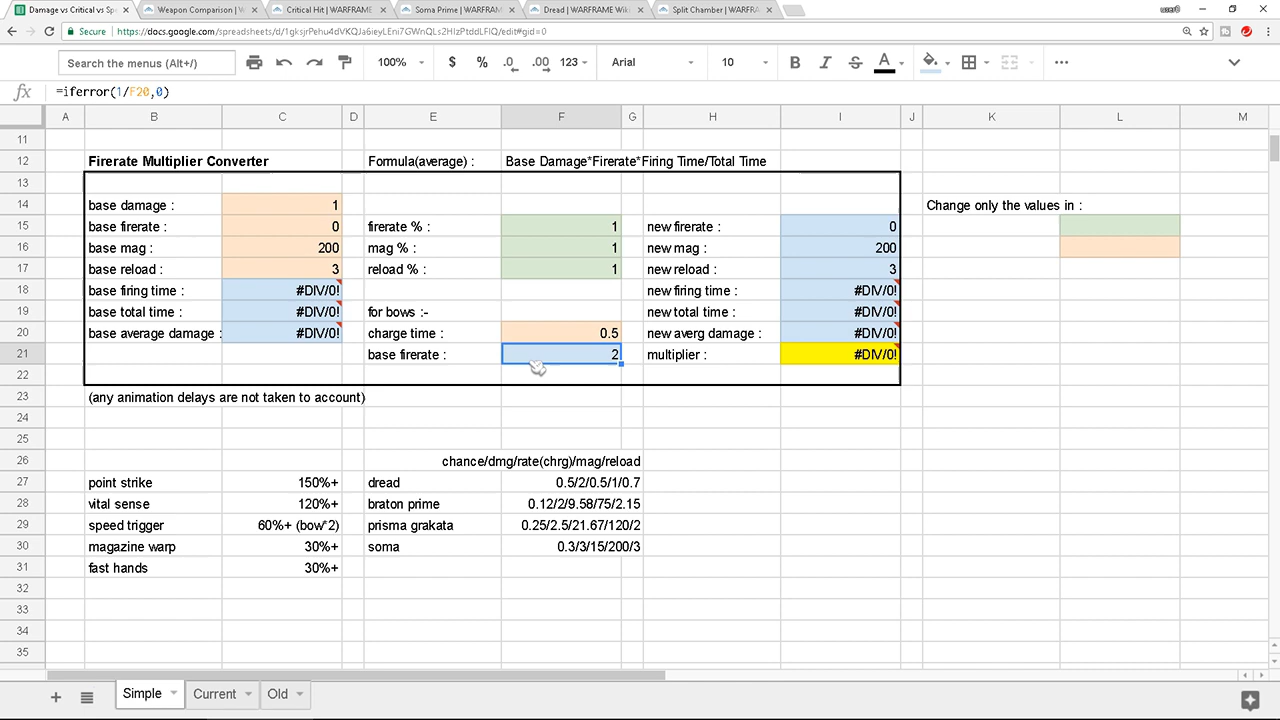 Damage vs Critical vs Spe
Weapon Comparison | W
Critical Hit | WARFRAME
Soma Prime | WARFRAM
Dread | WARFRAME Wiki
Split Chamber | WARFRA
user0
Secure
https://docs.google.com/spreadsheets/d/1gksjrPehu4dVKQJa6ieyLEni7GWnQLs2HIzPtddLFIQ/edit#gid=0
Search the menus (Alt+/)
100%
$
%
.0
.00
123
Arial
10
B
I
S
A
fx
=iferror(1/F20,0)
A B C D E F G H I J K L M
11
12 Firerate Multiplier Converter Formula(average) : Base Damage*Firerate*Firing Time/Total Time
13
14 base damage : 1 Change only the values in :
15 base firerate : 0 firerate % : 1 new firerate : 0
16 base mag : 200 mag % : 1 new mag : 200
17 base reload : 3 reload % : 1 new reload : 3
18 base firing time : #DIV/0! new firing time : #DIV/0!
19 base total time : #DIV/0! for bows :- new total time : #DIV/0!
20 base average damage : #DIV/0! charge time : 0.5 new averg damage : #DIV/0!
21 base firerate : 2 multiplier : #DIV/0!
22
23 (any animation delays are not taken to account)
24
25
26 chance/dmg/rate(chrg)/mag/reload
27 point strike 150%+ dread 0.5/2/0.5/1/0.7
28 vital sense 120%+ braton prime 0.12/2/9.58/75/2.15
29 speed trigger 60%+ (bow*2) prisma grakata 0.25/2.5/21.67/120/2
30 magazine warp 30%+ soma 0.3/3/15/200/3
31 fast hands 30%+
32
33
34
35
Simple
Current
Old